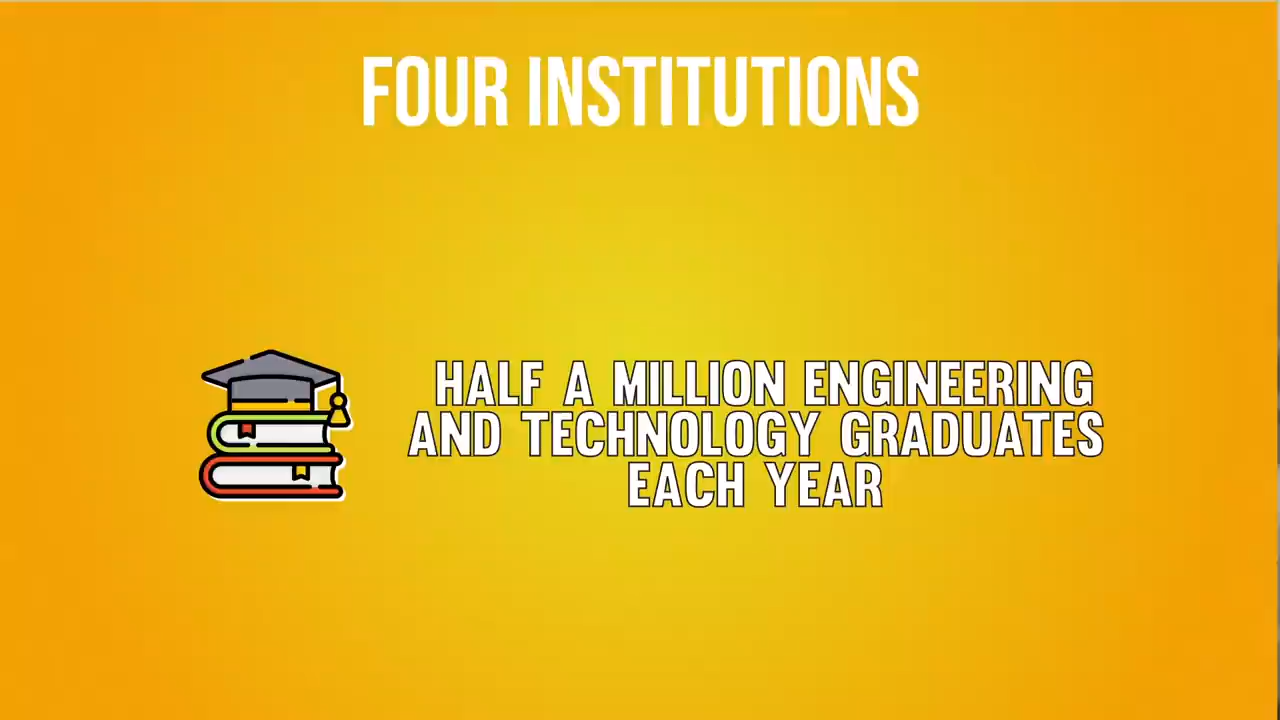 FOUR INSTITUTIONS
HALF A MILLION ENGINEERING
AND TECHNOLOGY GRADUATES
EACH YEAR